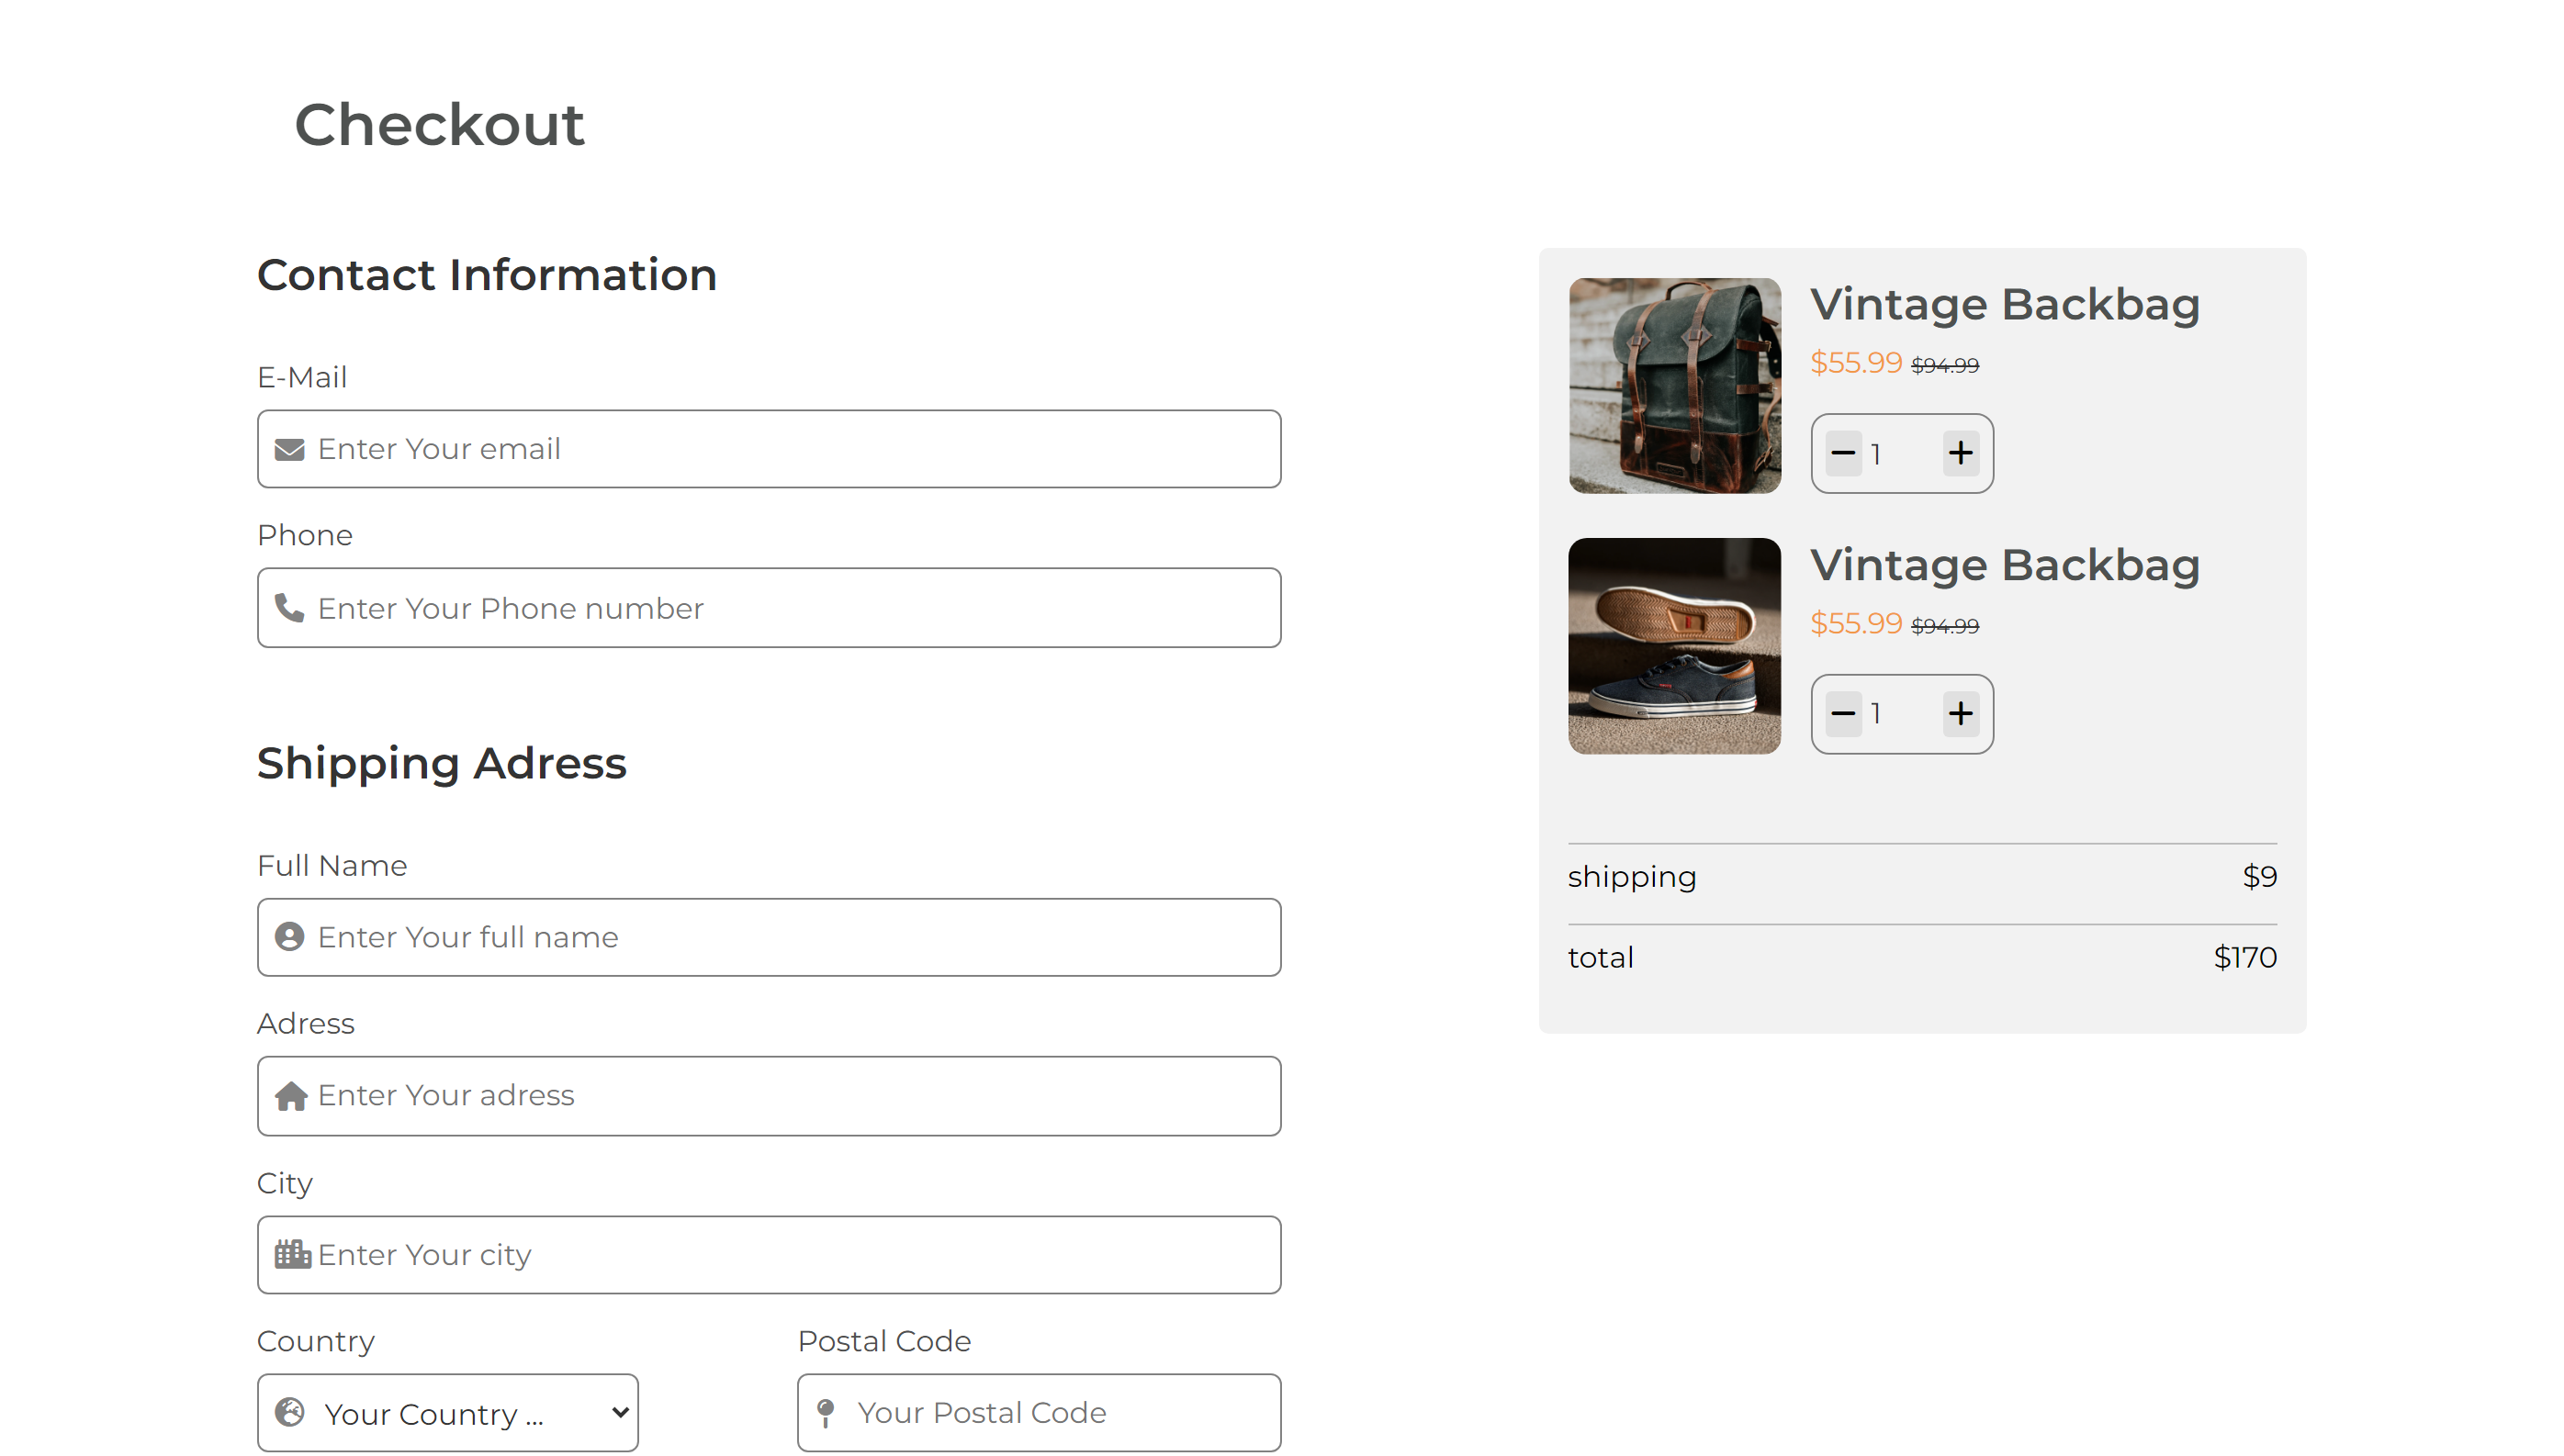 Checkout
Contact Information
E-Mail
Enter Your email
Phone
Enter Your Phone number
Shipping Adress
Full Name
Enter Your full name
Adress
Enter Your adress
City
Enter Your city
Country
Your Country ...
Postal Code
Your Postal Code
Vintage Backbag
$55.99 $94.99
1
Vintage Backbag
$55.99 $94.99
1
shipping $9
total $170